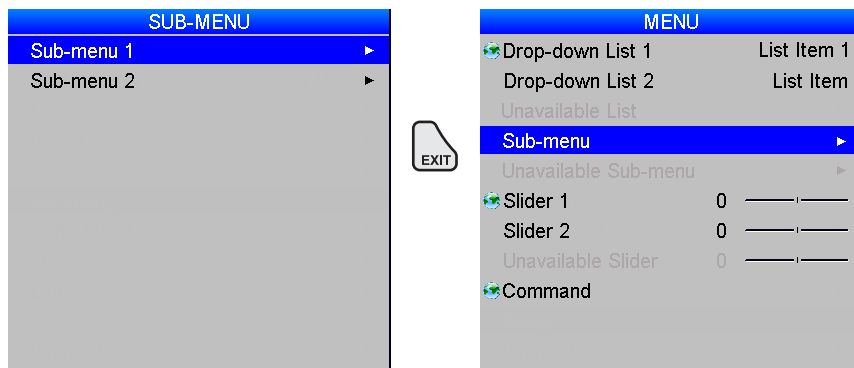 SUB-MENU
Sub-menu 1
Sub-menu 2
EXIT
MENU
Drop-down List 1 List Item 1
Drop-down List 2 List Item
Unavailable List
Sub-menu
Unavailable Sub-menu
Slider 1 0
Slider 2 0
Unavailable Slider 0
Command